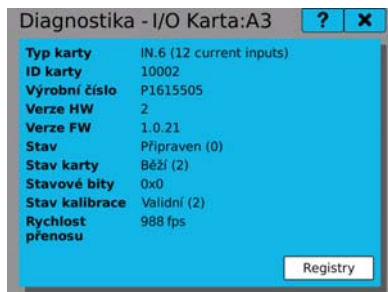 Diagnostika - I/O Karta:A3 ? ×
Typ karty IN.6 (12 current inputs)
ID karty 10002
Výrobní číslo P1615505
Verze HW 2
Verze FW 1.0.21
Stav Připraven (0)
Stav karty Běží (2)
Stavové bity 0x0
Stav kalibrace Validní (2)
Rychlost 988 fps
přenosu
Registry